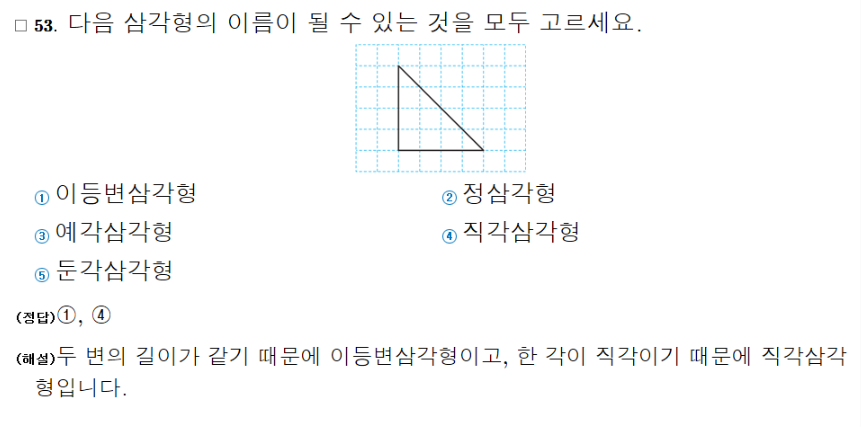 □ 53. 다음 삼각형의 이름이 될 수 있는 것을 모두 고르세요.
① 이등변삼각형 ② 정삼각형
③ 예각삼각형 ④ 직각삼각형
⑤ 둔각삼각형
(정답)①, ④
(해설)두 변의 길이가 같기 때문에 이등변삼각형이고, 한 각이 직각이기 때문에 직각삼각
형입니다.